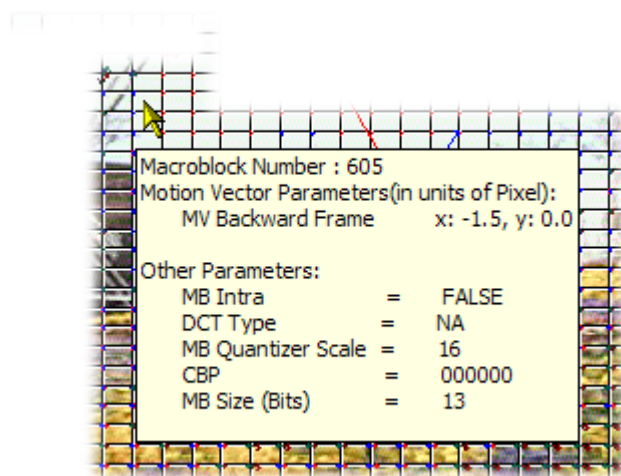 Macroblock Number : 605
Motion Vector Parameters(in units of Pixel):
MV Backward Frame x: -1.5, y: 0.0
Other Parameters:
MB Intra = FALSE
DCT Type = NA
MB Quantizer Scale = 16
CBP = 000000
MB Size (Bits) = 13